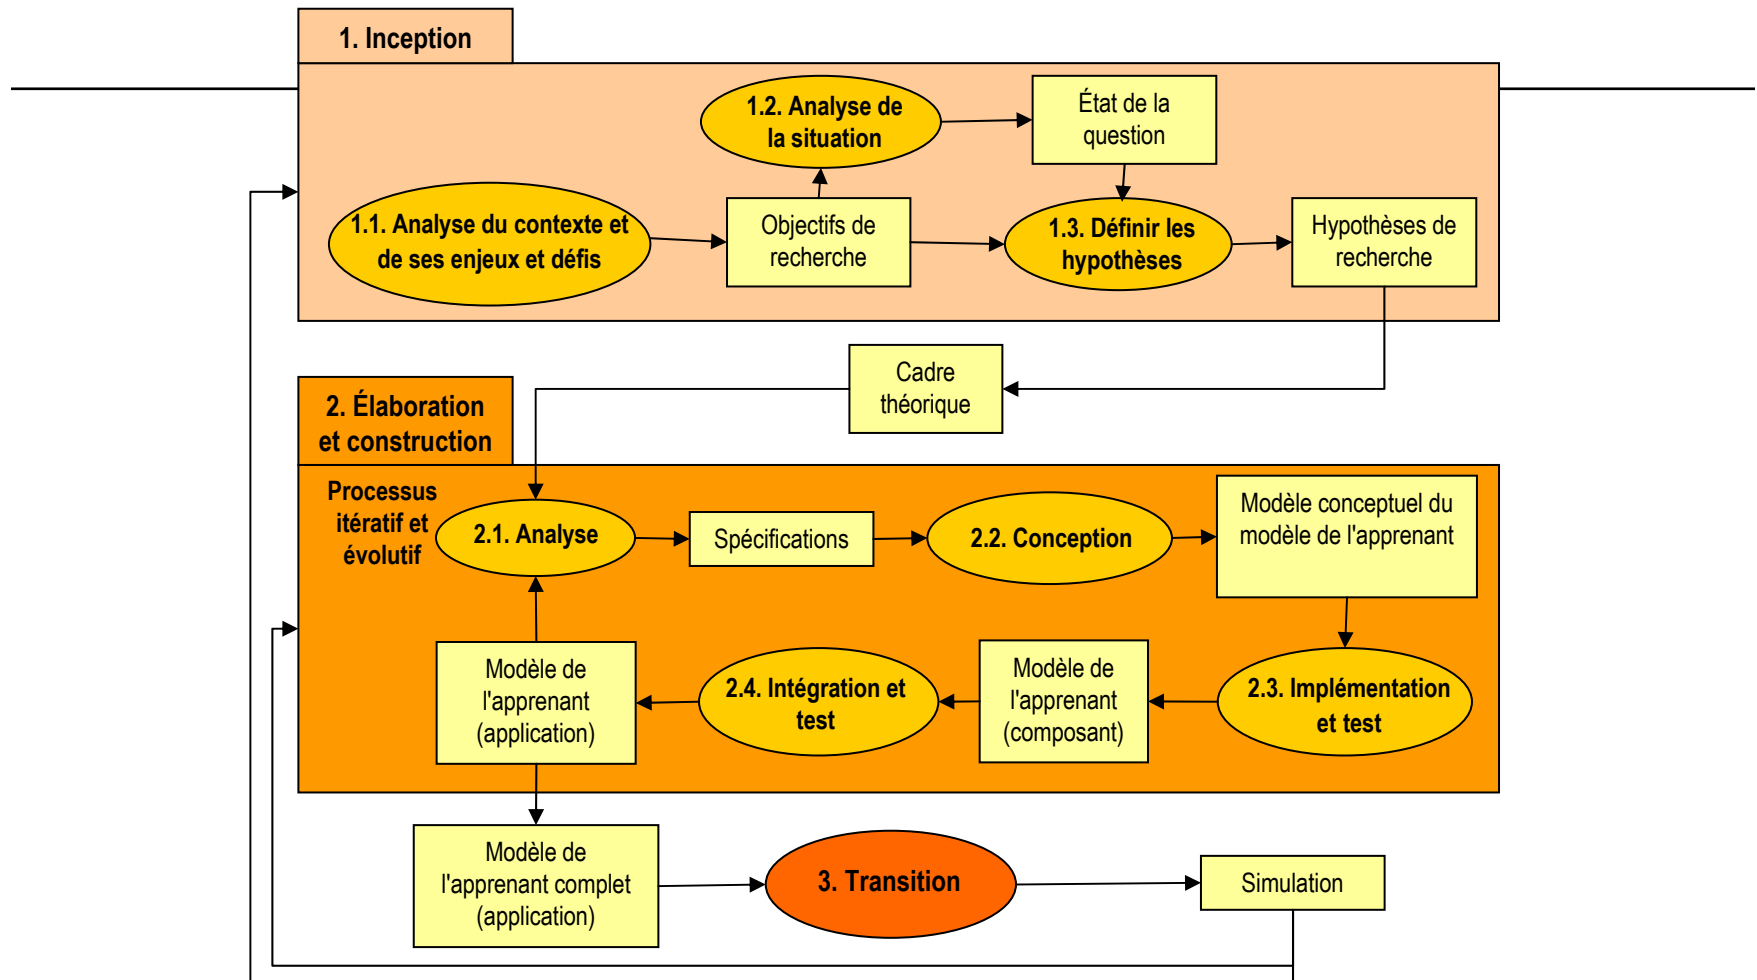 1. Inception
1.2. Analyse de
la situation
État de la
question
1.1. Analyse du contexte et
de ses enjeux et défis
Objectifs de
recherche
1.3. Définir les
hypothèses
Hypothèses de
recherche
Cadre
théorique
2. Élaboration
et construction
Processus
itératif et
évolutif
2.1. Analyse
Spécifications
2.2. Conception
Modèle conceptuel du
modèle de l'apprenant
Modèle de
l'apprenant
(application)
2.4. Intégration et
test
Modèle de
l'apprenant
(composant)
2.3. Implémentation
et test
Modèle de
l'apprenant complet
(application)
3. Transition
Simulation